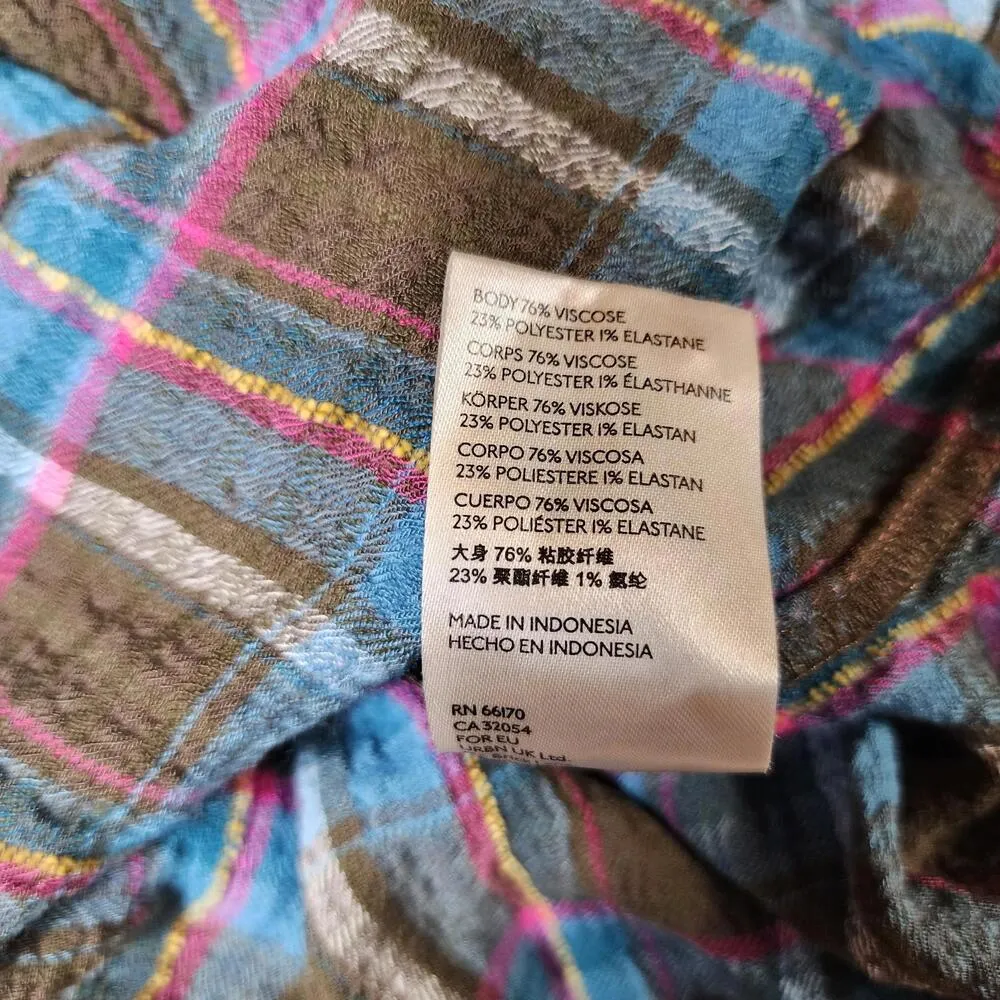 BODY 76% VISCOSE
23% POLYESTER 1% ELASTANE
CORPS 76% VISCOSE
23% POLYESTER 1% ÉLASTHANNE
KÖRPER 76% VISKOSE
23% POLYESTER 1% ELASTAN
CORPO 76% VISCOSA
23% POLIESTERE 1% ELASTAN
CUERPO 76% VISCOSA
23% POLIÉSTER 1% ELASTANE
大身 76% 粘胶纤维
23% 聚酯纤维 1% 氨纶
MADE IN INDONESIA
HECHO EN INDONESIA
RN 66170
CA 32054
FOR EU
URBN UK Ltd.